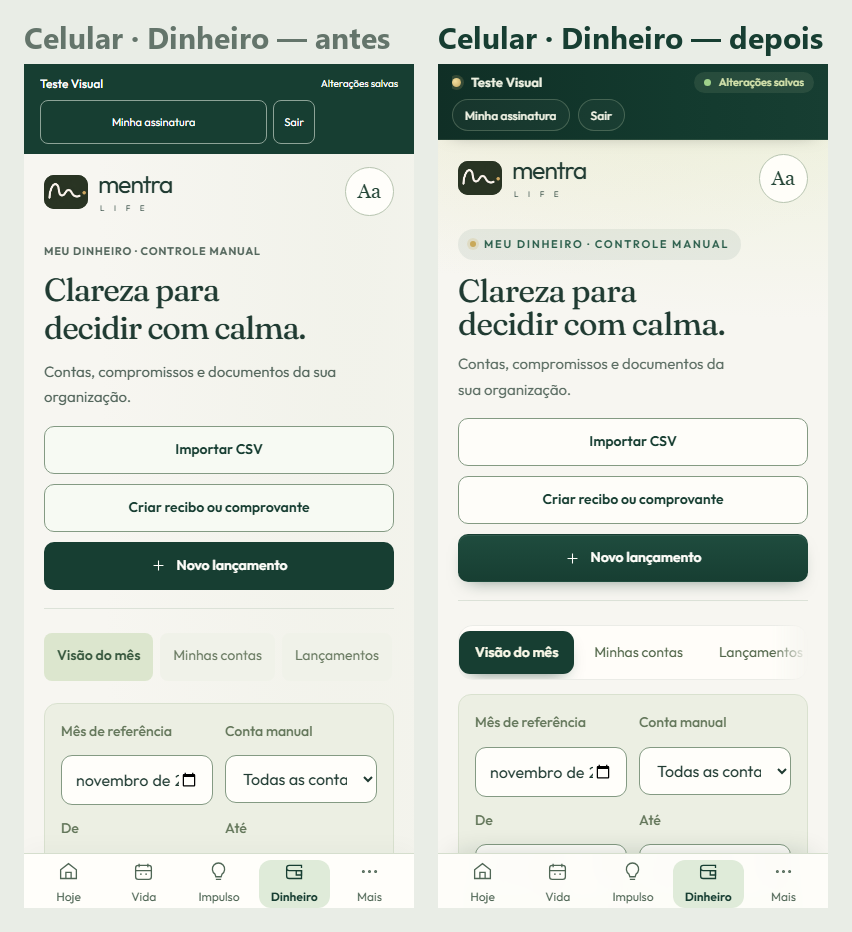 Celular · Dinheiro — antes
Teste Visual
Alterações salvas
Minha assinatura
Sair
mentra
LIFE
Aa
MEU DINHEIRO · CONTROLE MANUAL
Clareza para
decidir com calma.
Contas, compromissos e documentos da sua
organização.
Importar CSV
Criar recibo ou comprovante
+ Novo lançamento
Visão do mês
Minhas contas
Lançamentos
Mês de referência
Conta manual
novembro de
Todas as conta
De
Até
Hoje
Vida
Impulso
Dinheiro
Mais
Celular · Dinheiro — depois
Teste Visual
Alterações salvas
Minha assinatura
Sair
mentra
LIFE
Aa
MEU DINHEIRO · CONTROLE MANUAL
Clareza para
decidir com calma.
Contas, compromissos e documentos da
sua organização.
Importar CSV
Criar recibo ou comprovante
+ Novo lançamento
Visão do mês
Minhas contas
Lançamentos
Mês de referência
Conta manual
novembro de
Todas as conta
De
Até
Hoje
Vida
Impulso
Dinheiro
Mais